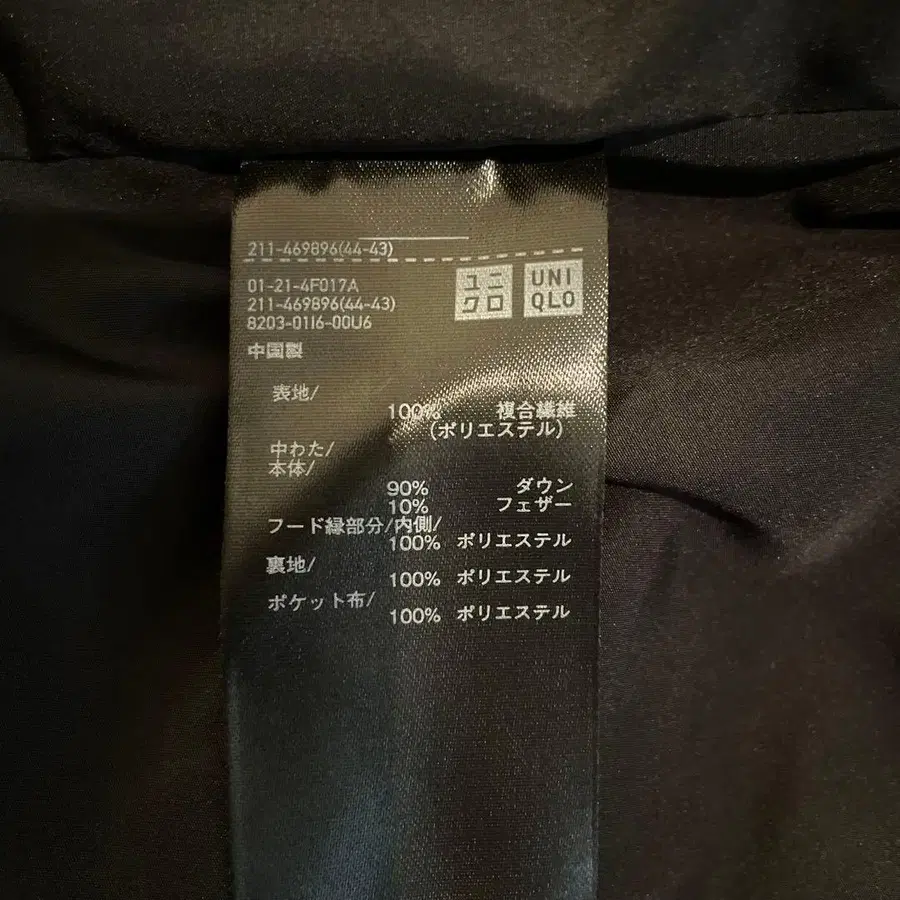 211-469896(44-43)
01-21-4F017A
211-469896(44-43)
8203-01I6-00U6
ユニ
クロ
UNI
QLO
中国製
表地/
100% 複合繊維
(ポリエステル)
中わた/
本体/
90% ダウン
10% フェザー
フード縁部分/内側/
100% ポリエステル
裏地/
100% ポリエステル
ポケット布/
100% ポリエステル